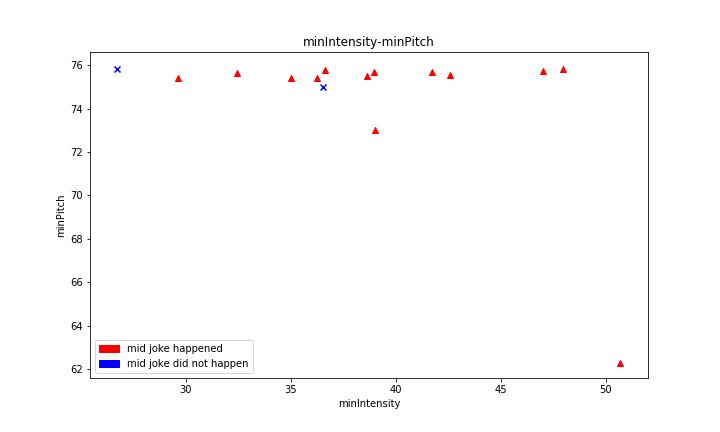 minIntensity-minPitch
76
74
72
70
68
66
64
62
minPitch
mid joke happened
mid joke did not happen
30 35 40 45 50
minIntensity